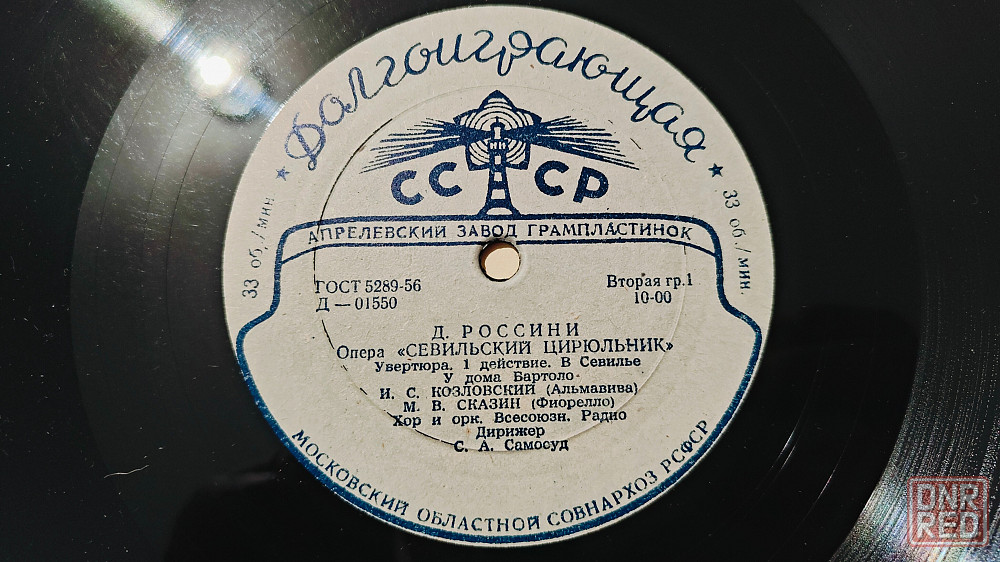 Долгоиграющая
33 об./мин
33 об./мин.
СССР
АПРЕЛЕВСКИЙ ЗАВОД ГРАМПЛАСТИНОК
ГОСТ 5289-56
Вторая гр.1
Д — 01550
10-00
Д. РОССИНИ
Опера «СЕВИЛЬСКИЙ ЦИРЮЛЬНИК»
Увертюра. 1 действие. В Севилье
У дома Бартоло
И. С. КОЗЛОВСКИЙ (Альмавива)
М. В. СКАЗИН (Фиорелло)
Хор и орк. Всесоюзн. Радио
Дирижер
С. А. Самосуд
МОСКОВСКИЙ ОБЛАСТНОЙ СОВНАРХОЗ РСФСР
DNR
RED